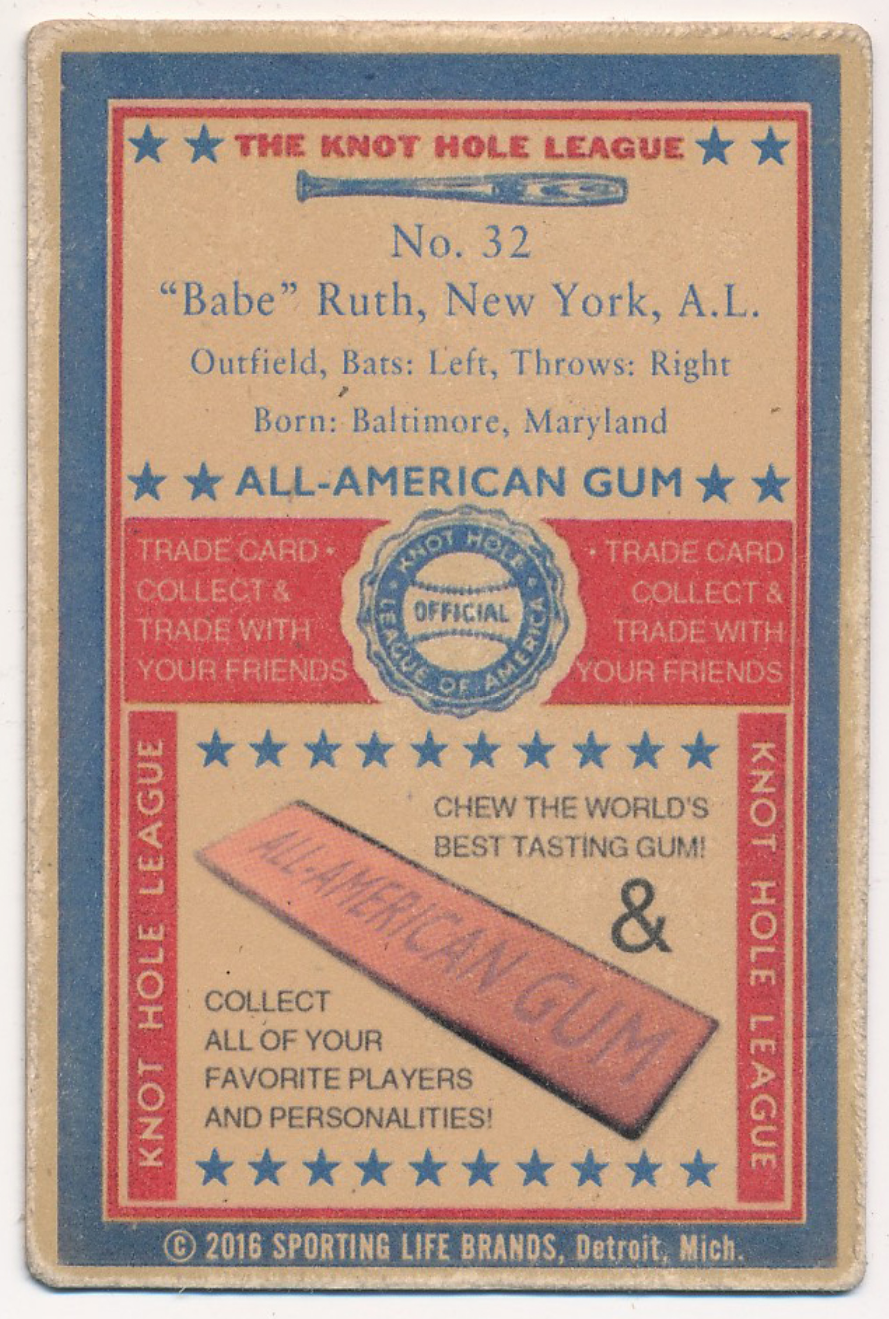 THE KNOT HOLE LEAGUE
No. 32
“Babe” Ruth, New York, A.L.
Outfield, Bats: Left, Throws: Right
Born: Baltimore, Maryland
ALL-AMERICAN GUM
TRADE CARD •
COLLECT &
TRADE WITH
YOUR FRIENDS
• KNOT HOLE •
LEAGUE OF AMERICA
OFFICIAL
• TRADE CARD
COLLECT &
TRADE WITH
YOUR FRIENDS
KNOT HOLE LEAGUE
CHEW THE WORLD'S
BEST TASTING GUM!
&
ALL-AMERICAN GUM
COLLECT
ALL OF YOUR
FAVORITE PLAYERS
AND PERSONALITIES!
KNOT HOLE LEAGUE
© 2016 SPORTING LIFE BRANDS, Detroit, Mich.